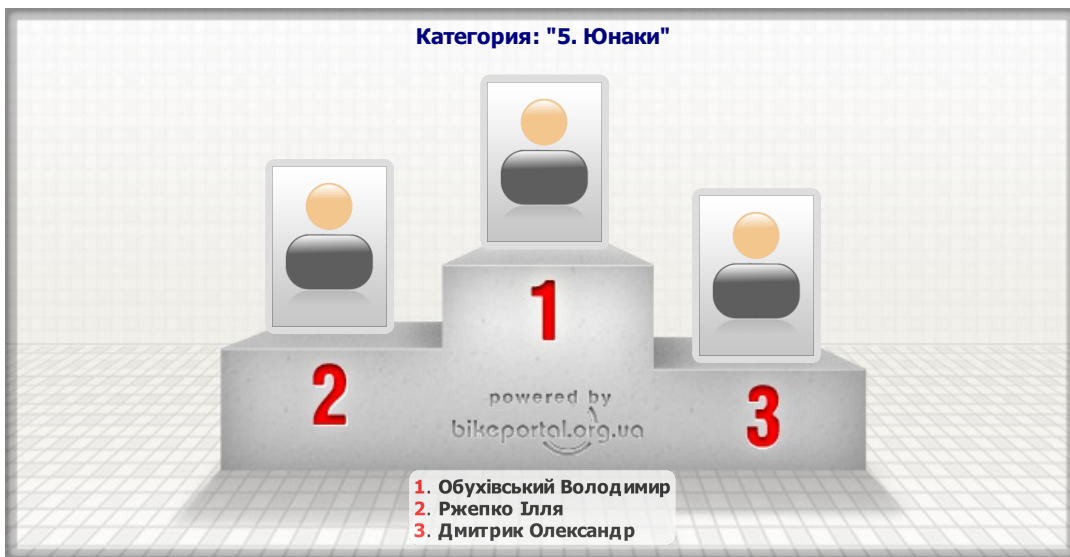 Категория: "5. Юнаки"
1
2
3
powered by
bikeportal.org.ua
1. Обухівський Володимир
2. Ржепко Ілля
3. Дмитрик Олександр